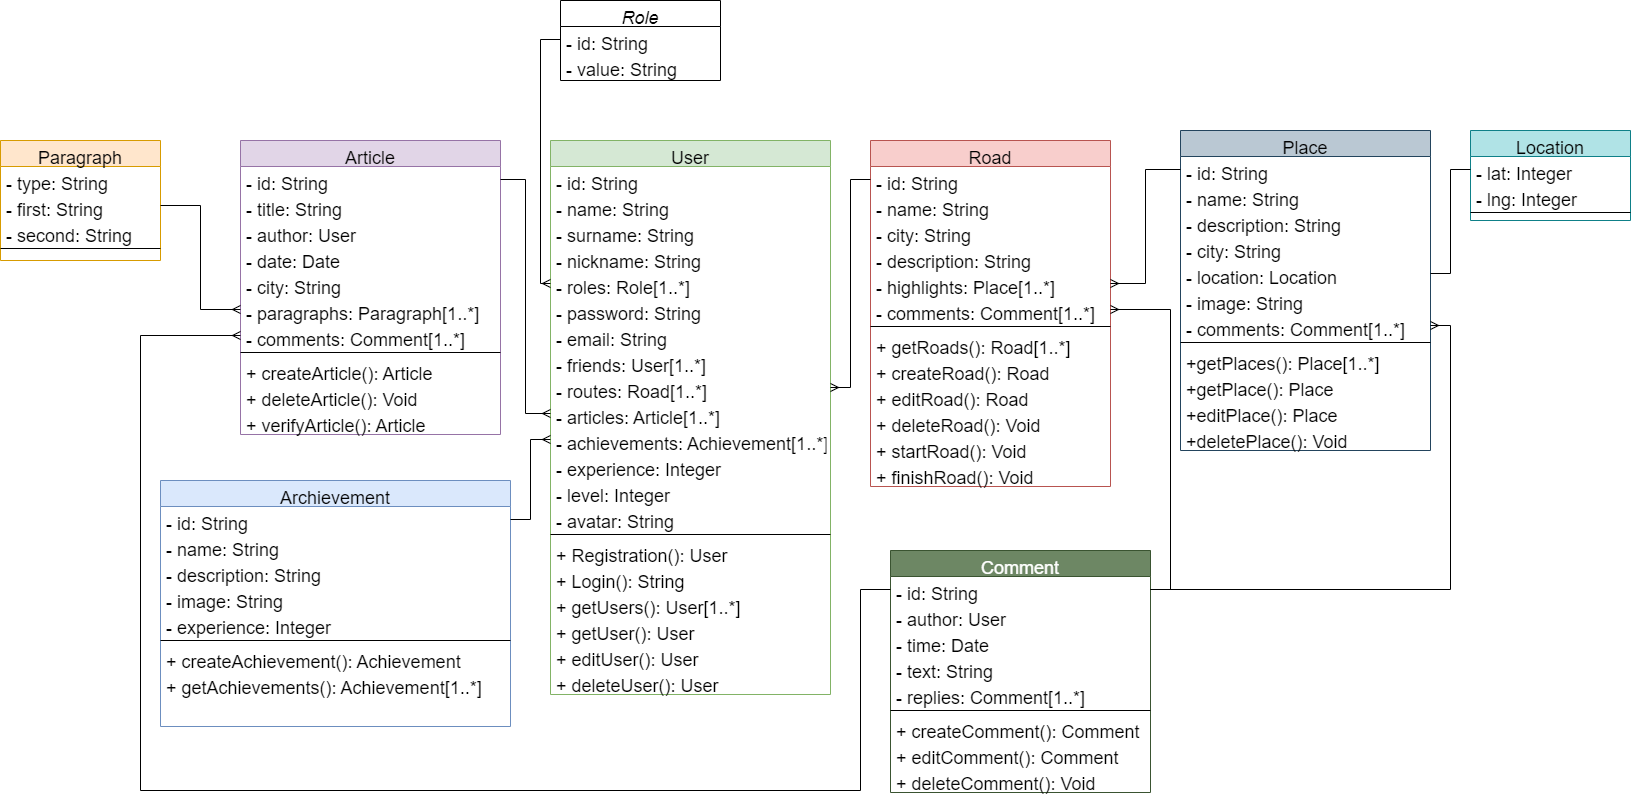 Role
- id: String
- value: String
Paragraph
- type: String
- first: String
- second: String
Article
- id: String
- title: String
- author: User
- date: Date
- city: String
- paragraphs: Paragraph[1..*]
- comments: Comment[1..*]
+ createArticle(): Article
+ deleteArticle(): Void
+ verifyArticle(): Article
User
- id: String
- name: String
- surname: String
- nickname: String
- roles: Role[1..*]
- password: String
- email: String
- friends: User[1..*]
- routes: Road[1..*]
- articles: Article[1..*]
- achievements: Achievement[1..*]
- experience: Integer
- level: Integer
- avatar: String
+ Registration(): User
+ Login(): String
+ getUsers(): User[1..*]
+ getUser(): User
+ editUser(): User
+ deleteUser(): User
Road
- id: String
- name: String
- city: String
- description: String
- highlights: Place[1..*]
- comments: Comment[1..*]
+ getRoads(): Road[1..*]
+ createRoad(): Road
+ editRoad(): Road
+ deleteRoad(): Void
+ startRoad(): Void
+ finishRoad(): Void
Place
- id: String
- name: String
- description: String
- city: String
- location: Location
- image: String
- comments: Comment[1..*]
+getPlaces(): Place[1..*]
+getPlace(): Place
+editPlace(): Place
+deletePlace(): Void
Location
- lat: Integer
- lng: Integer
Archievement
- id: String
- name: String
- description: String
- image: String
- experience: Integer
+ createAchievement(): Achievement
+ getAchievements(): Achievement[1..*]
Comment
- id: String
- author: User
- time: Date
- text: String
- replies: Comment[1..*]
+ createComment(): Comment
+ editComment(): Comment
+ deleteComment(): Void